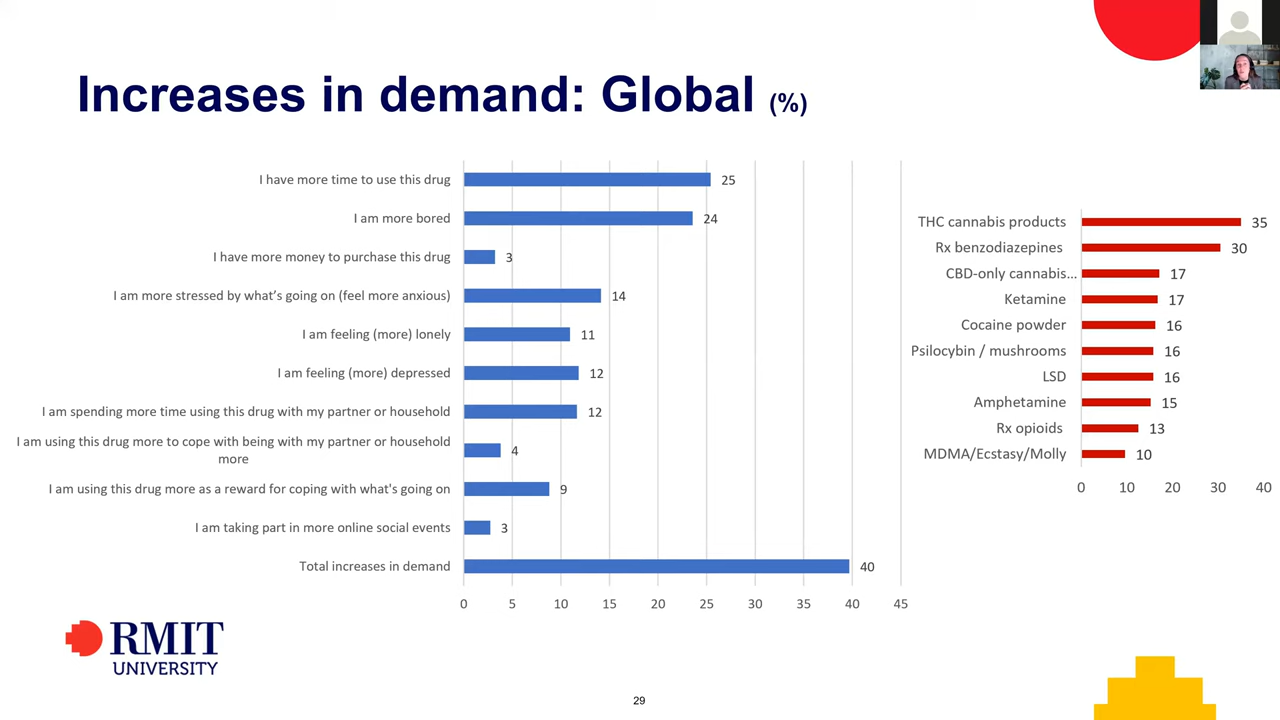 Increases in demand: Global (%)
I have more time to use this drug
25
I am more bored
24
I have more money to purchase this drug
3
I am more stressed by what's going on (feel more anxious)
14
I am feeling (more) lonely
11
I am feeling (more) depressed
12
I am spending more time using this drug with my partner or household
12
I am using this drug more to cope with being with my partner or household
more
4
I am using this drug more as a reward for coping with what's going on
9
I am taking part in more online social events
3
Total increases in demand
40
0 5 10 15 20 25 30 35 40 45
THC cannabis products
35
Rx benzodiazepines
30
CBD-only cannabis...
17
Ketamine
17
Cocaine powder
16
Psilocybin / mushrooms
16
LSD
16
Amphetamine
15
Rx opioids
13
MDMA/Ecstasy/Molly
10
0 10 20 30 40
RMIT
UNIVERSITY
29